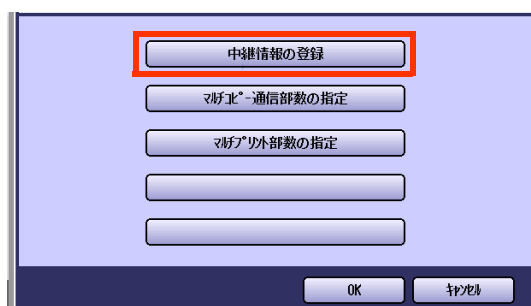 中継情報の登録
ﾏﾙﾁｺﾋﾟｰ通信部数の指定
ﾏﾙﾁﾌﾟﾘﾝﾄ部数の指定
OK
ｷｬﾝｾﾙ